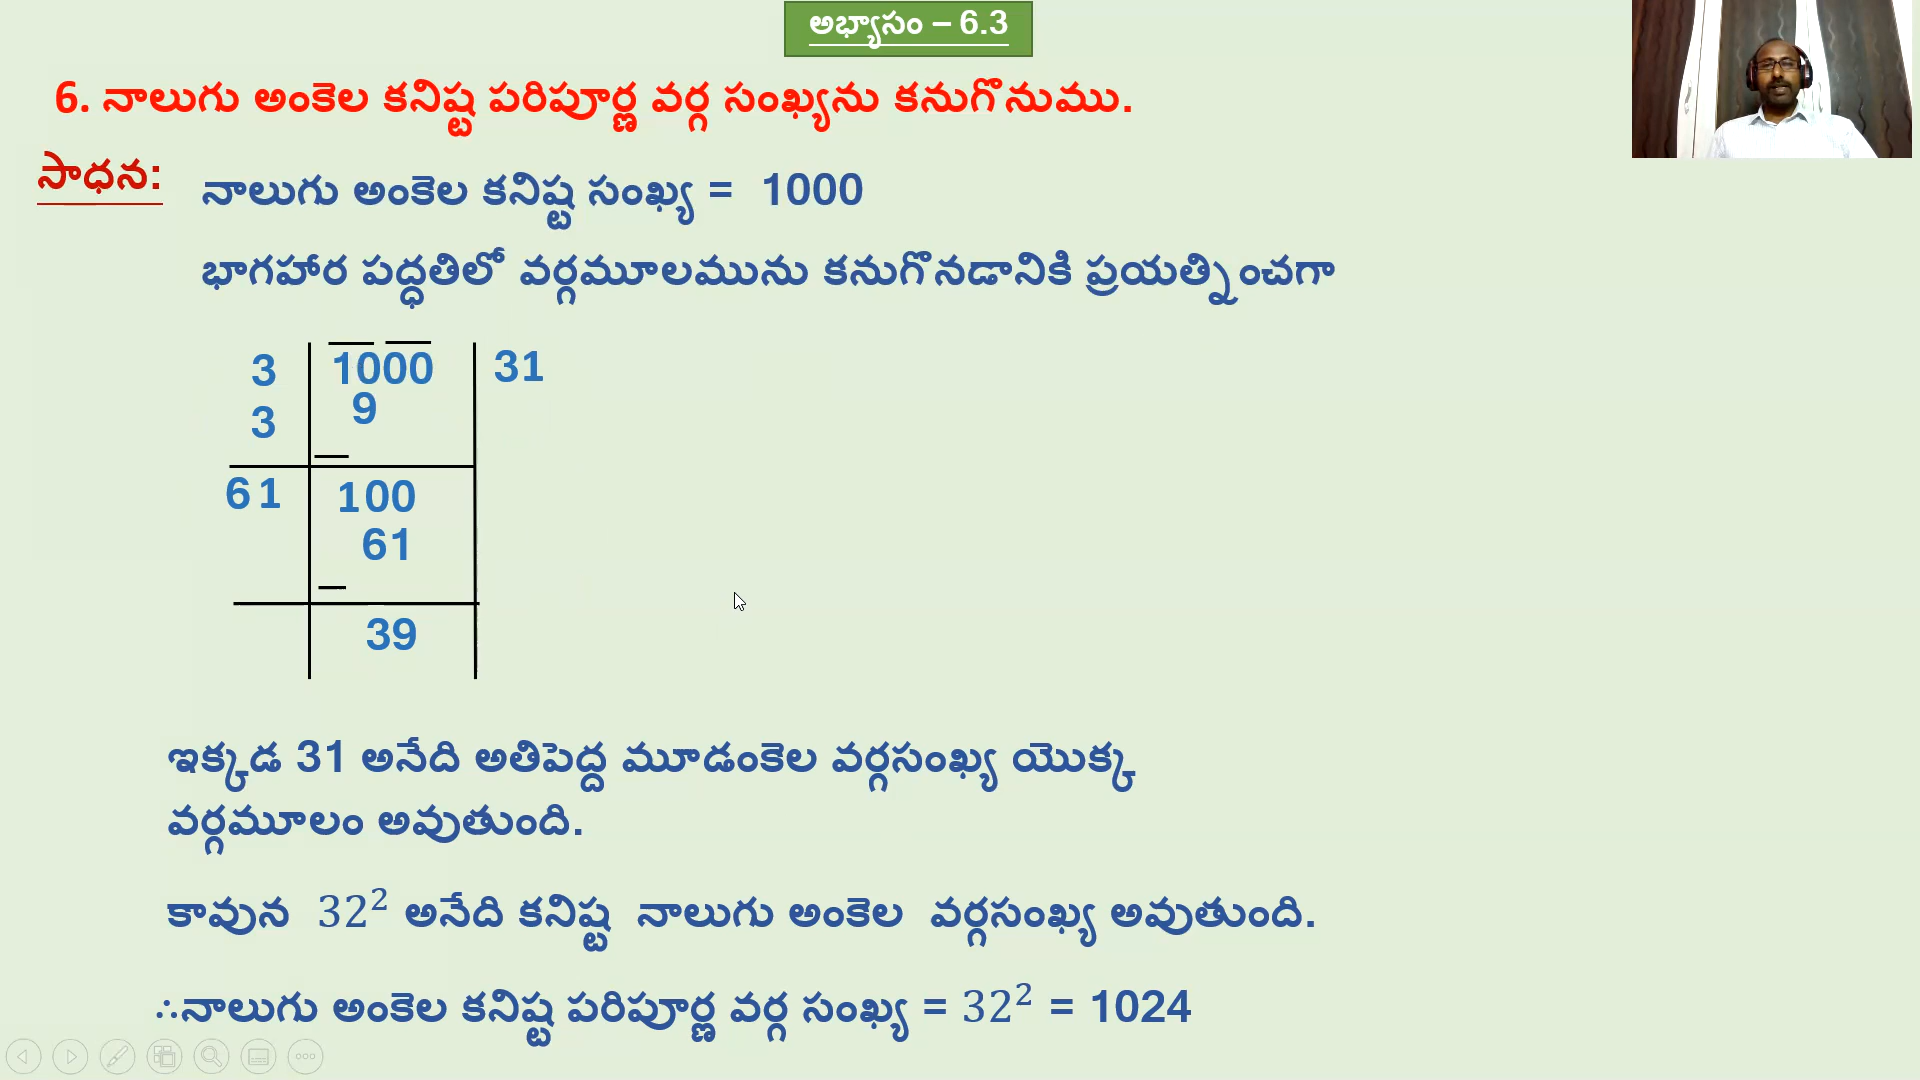 అభ్యాసం – 6.3
6. నాలుగు అంకెల కనిష్ట పరిపూర్ణ వర్గ సంఖ్యను కనుగొనుము.
సాధన:
నాలుగు అంకెల కనిష్ట సంఖ్య = 1000
భాగహార పద్ధతిలో వర్గమూలమును కనుగొనడానికి ప్రయత్నించగా
3 1000 31
3 9
–
61 100
61
–
39
ఇక్కడ 31 అనేది అతిపెద్ద మూడంకెల వర్గసంఖ్య యొక్క
వర్గమూలం అవుతుంది.
కావున 32² అనేది కనిష్ట నాలుగు అంకెల వర్గసంఖ్య అవుతుంది.
∴నాలుగు అంకెల కనిష్ట పరిపూర్ణ వర్గ సంఖ్య = 32² = 1024